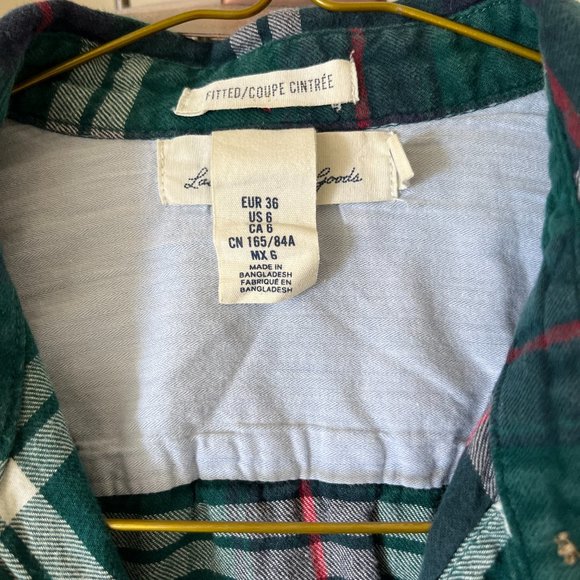 FITTED/COUPE CINTRÉE
Goods
EUR 36
US 6
CA 6
CN 165/84A
MX 6
MADE IN
BANGLADESH
FABRIQUÉ EN
BANGLADESH